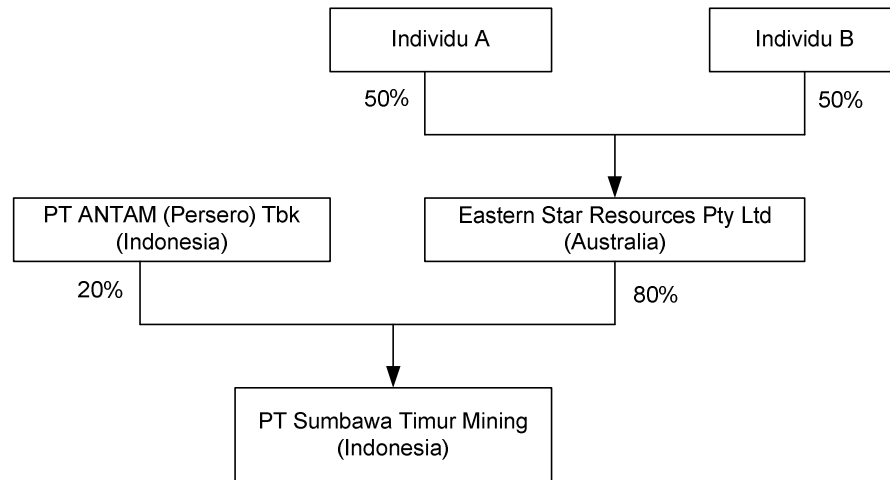 Individu A
Individu B
50%
50%
PT ANTAM (Persero) Tbk
(Indonesia)
Eastern Star Resources Pty Ltd
(Australia)
20%
80%
PT Sumbawa Timur Mining
(Indonesia)